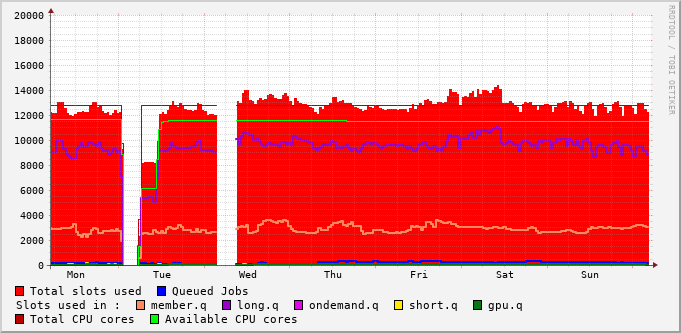 20000
18000
16000
14000
12000
10000
8000
6000
4000
2000
0
Mon Tue Wed Thu Fri Sat Sun
RRDTOOL / TOBI OETIKER
Total slots used Queued Jobs
Slots used in : member.q long.q ondemand.q short.q gpu.q
Total CPU cores Available CPU cores